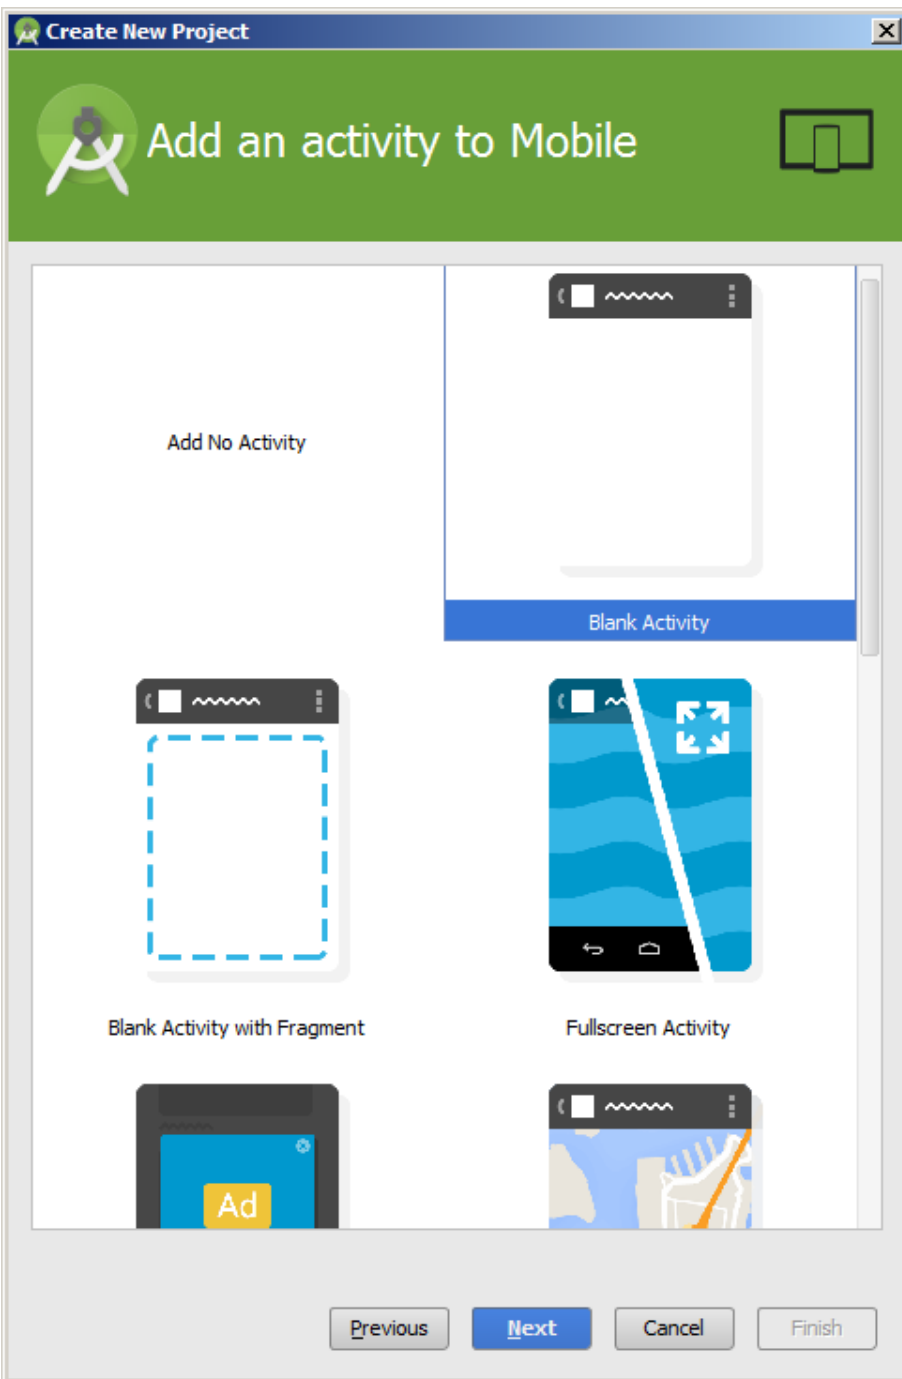 Create New Project
Add an activity to Mobile
Add No Activity
Blank Activity
Blank Activity with Fragment
Fullscreen Activity
Ad
Previous
Next
Cancel
Finish